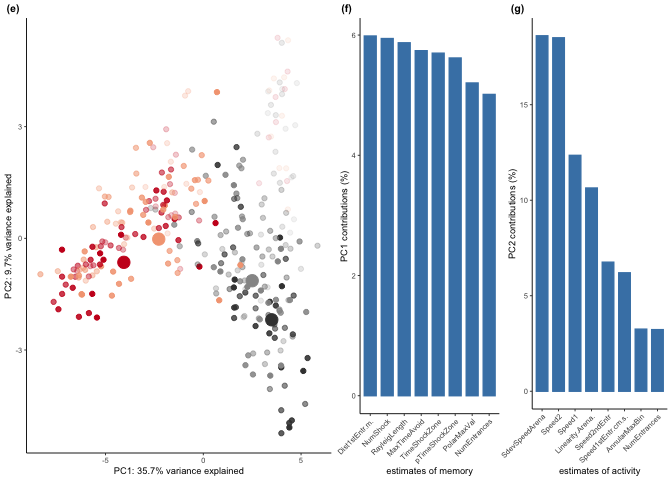 (e)
(f)
(g)
PC2: 9.7% variance explained
3
0
-3
-5
0
5
PC1: 35.7% variance explained
PC1 contributions (%)
6
4
2
0
Dist1stEntr.m.
NumShock
RayleigLength
MaxTimeAvoid
TimeShockZone
pTimeShockZone
PolarMaxVal
NumEntrances
estimates of memory
PC2 contributions (%)
15
10
5
0
SdevSpeedArena
Speed2
Speed1
Linearity.Arena.
Speed2ndEntr
Speed1stEntr.cm.s.
AnnularMaxBin
NumEntrances
estimates of activity